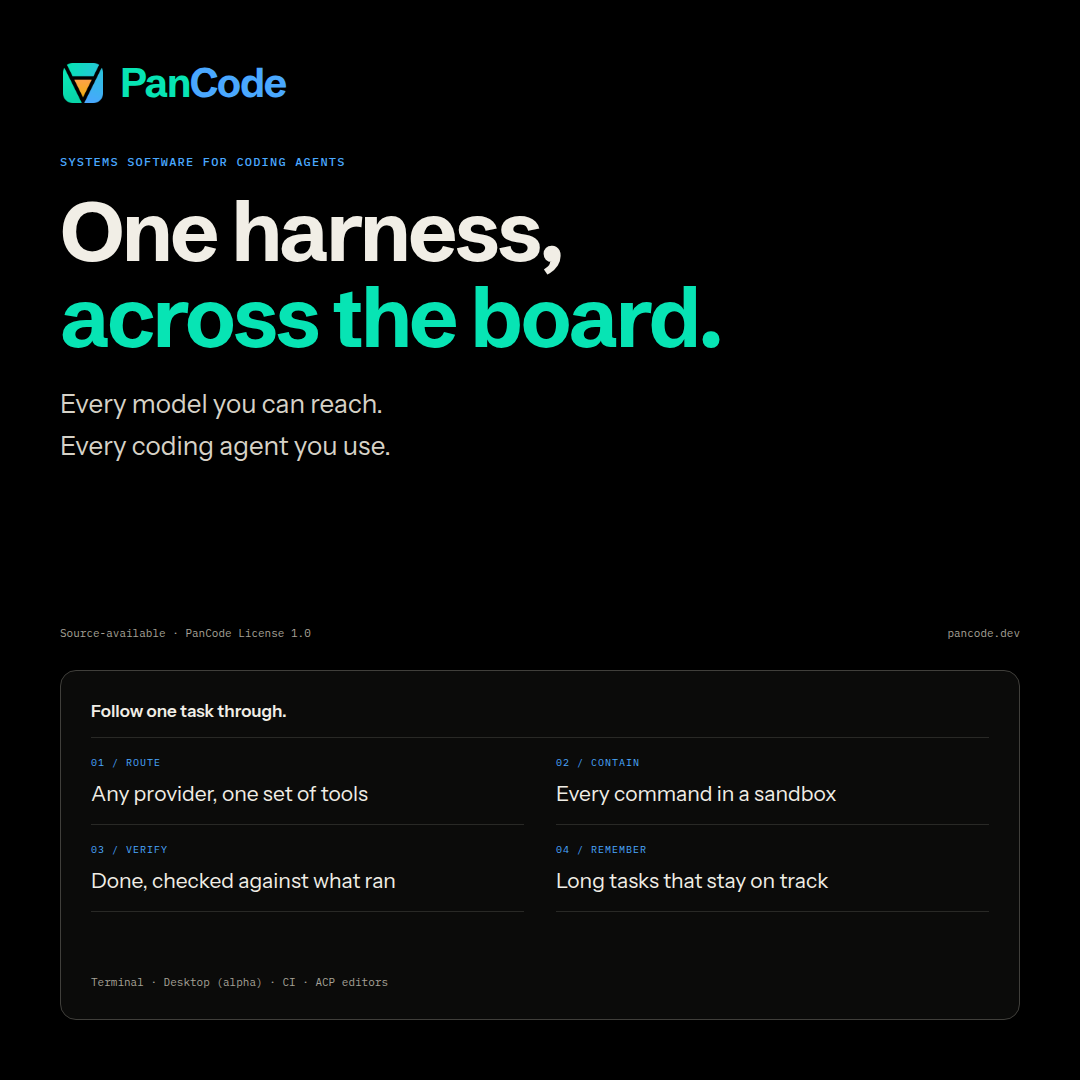 PanCode
SYSTEMS SOFTWARE FOR CODING AGENTS
One harness,
across the board.
Every model you can reach.
Every coding agent you use.
Source-available · PanCode License 1.0
pancode.dev
Follow one task through.
01 / ROUTE
Any provider, one set of tools
02 / CONTAIN
Every command in a sandbox
03 / VERIFY
Done, checked against what ran
04 / REMEMBER
Long tasks that stay on track
Terminal · Desktop (alpha) · CI · ACP editors